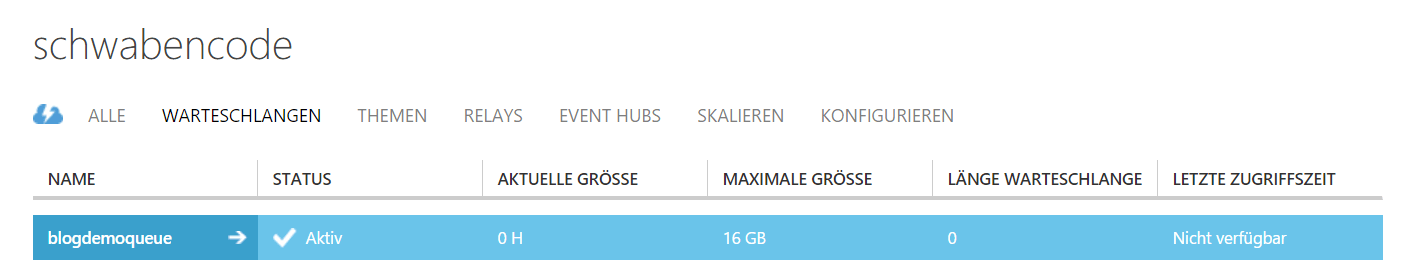 schwabencode
ALLE WARTESCHLANGEN THEMEN RELAYS EVENT HUBS SKALIEREN KONFIGURIEREN
NAME STATUS AKTUELLE GRÖSSE MAXIMALE GRÖSSE LÄNGE WARTESCHLANGE LETZTE ZUGRIFFSZEIT
blogdemoqueue Aktiv 0 H 16 GB 0 Nicht verfügbar